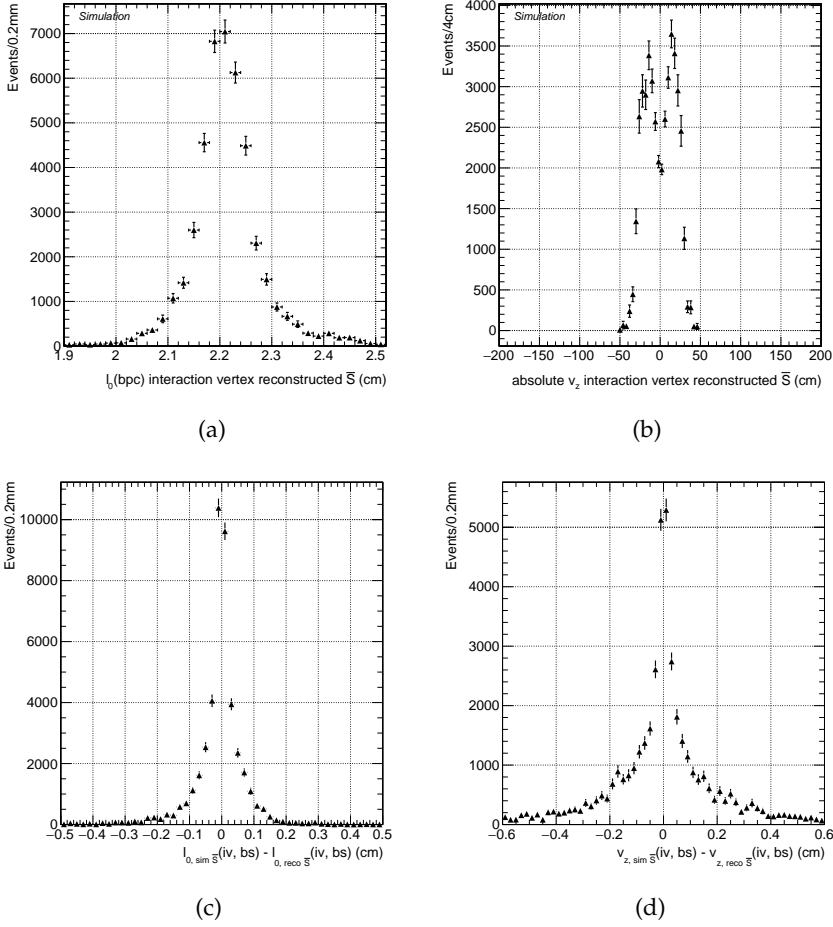 Simulation
Events/0.2mm
7000
6000
5000
4000
3000
2000
1000
0
1.9 2 2.1 2.2 2.3 2.4 2.5
l0(bpc) interaction vertex reconstructed S̅ (cm)
(a)
Simulation
Events/4cm
4000
3500
3000
2500
2000
1500
1000
500
0
−200 −150 −100 −50 0 50 100 150 200
absolute vz interaction vertex reconstructed S̅ (cm)
(b)
Events/0.2mm
10000
8000
6000
4000
2000
0
−0.5 −0.4 −0.3 −0.2 −0.1 0 0.1 0.2 0.3 0.4 0.5
l0, sim S̅(iv, bs) - l0, reco S̅(iv, bs) (cm)
(c)
Events/0.2mm
5000
4000
3000
2000
1000
0
−0.6 −0.4 −0.2 0 0.2 0.4 0.6
vz, sim S̅(iv, bs) - vz, reco S̅(iv, bs) (cm)
(d)